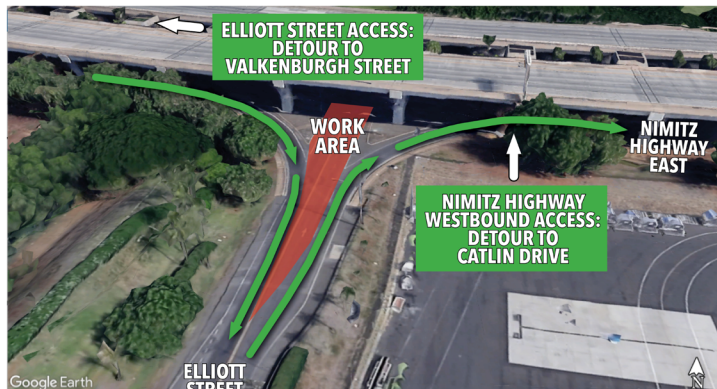 ELLIOTT STREET ACCESS:
DETOUR TO
VALKENBURGH STREET
WORK
AREA
NIMITZ
HIGHWAY
EAST
NIMITZ HIGHWAY
WESTBOUND ACCESS:
DETOUR TO
CATLIN DRIVE
ELLIOTT
STREET
Google Earth
N